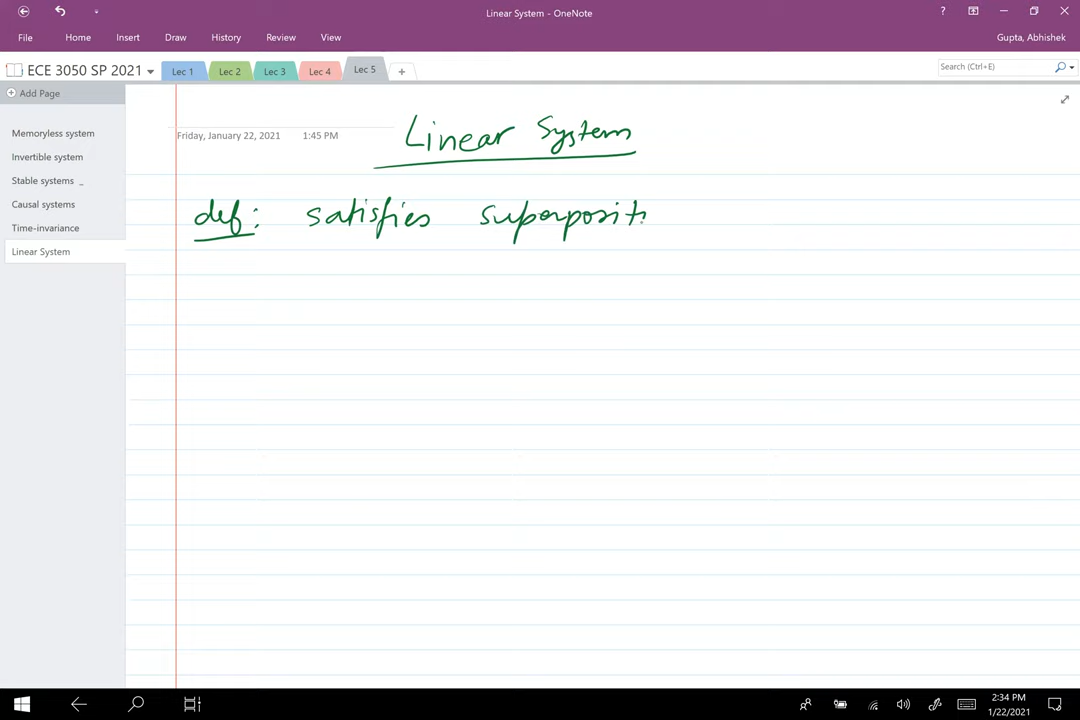 Linear System - OneNote
?
File Home Insert Draw History Review View
Gupta, Abhishek
ECE 3050 SP 2021 Lec 1 Lec 2 Lec 3 Lec 4 Lec 5 +
Search (Ctrl+E)
Add Page
Memoryless system
Invertible system
Stable systems _
Causal systems
Time-invariance
Linear System
Friday, January 22, 2021 1:45 PM
Linear System
def: satisfies superposit
2:34 PM
1/22/2021